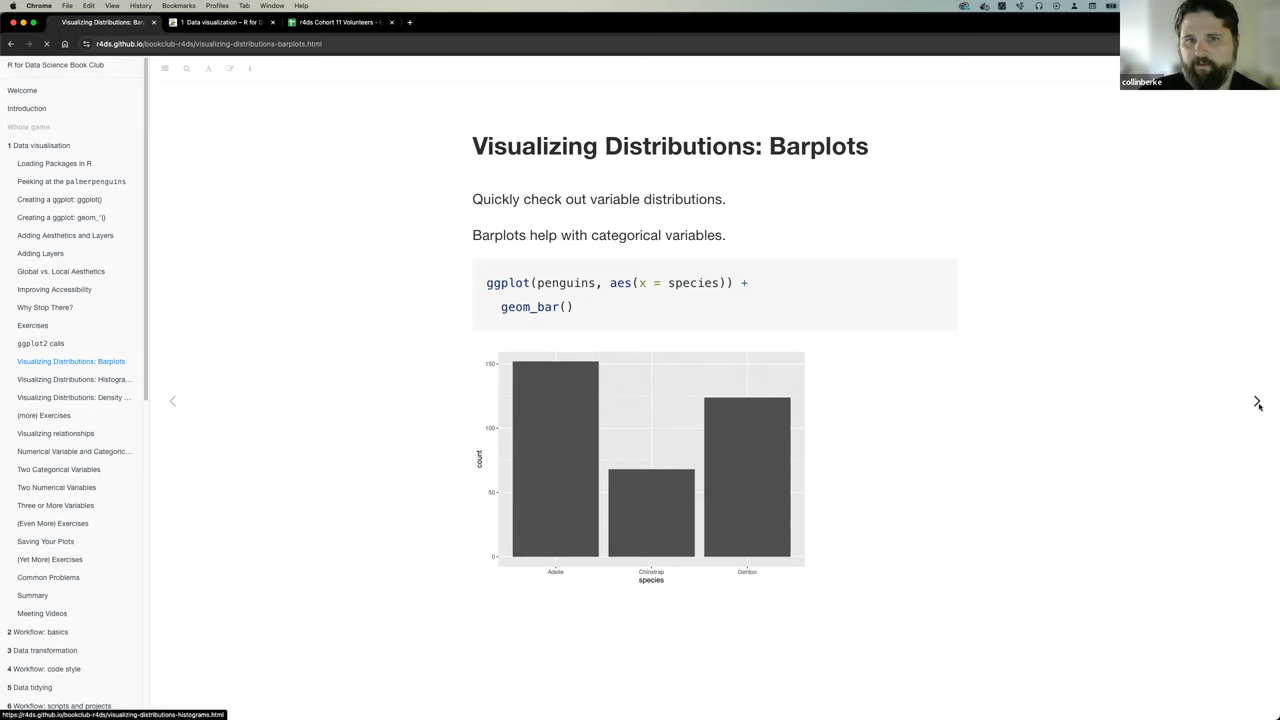 Chrome File Edit View History Bookmarks Profiles Tab Window Help
Visualizing Distributions: Bar
1 Data visualization – R for D
r4ds Cohort 11 Volunteers - G
r4ds.github.io/bookclub-r4ds/visualizing-distributions-barplots.html
collinberke
R for Data Science Book Club
Welcome
Introduction
Whole game
1 Data visualisation
Loading Packages in R
Peeking at the palmerpenguins
Creating a ggplot: ggplot()
Creating a ggplot: geom_*()
Adding Aesthetics and Layers
Adding Layers
Global vs. Local Aesthetics
Improving Accessibility
Why Stop There?
Exercises
ggplot2 calls
Visualizing Distributions: Barplots
Visualizing Distributions: Histogra...
Visualizing Distributions: Density ...
(more) Exercises
Visualizing relationships
Numerical Variable and Categoric...
Two Categorical Variables
Two Numerical Variables
Three or More Variables
(Even More) Exercises
Saving Your Plots
(Yet More) Exercises
Common Problems
Summary
Meeting Videos
2 Workflow: basics
3 Data transformation
4 Workflow: code style
5 Data tidying
6 Workflow: scripts and projects
https://r4ds.github.io/bookclub-r4ds/visualizing-distributions-histograms.html
Visualizing Distributions: Barplots
Quickly check out variable distributions.
Barplots help with categorical variables.
ggplot(penguins, aes(x = species)) +
geom_bar()
150
100
50
0
count
Adelie Chinstrap Gentoo
species